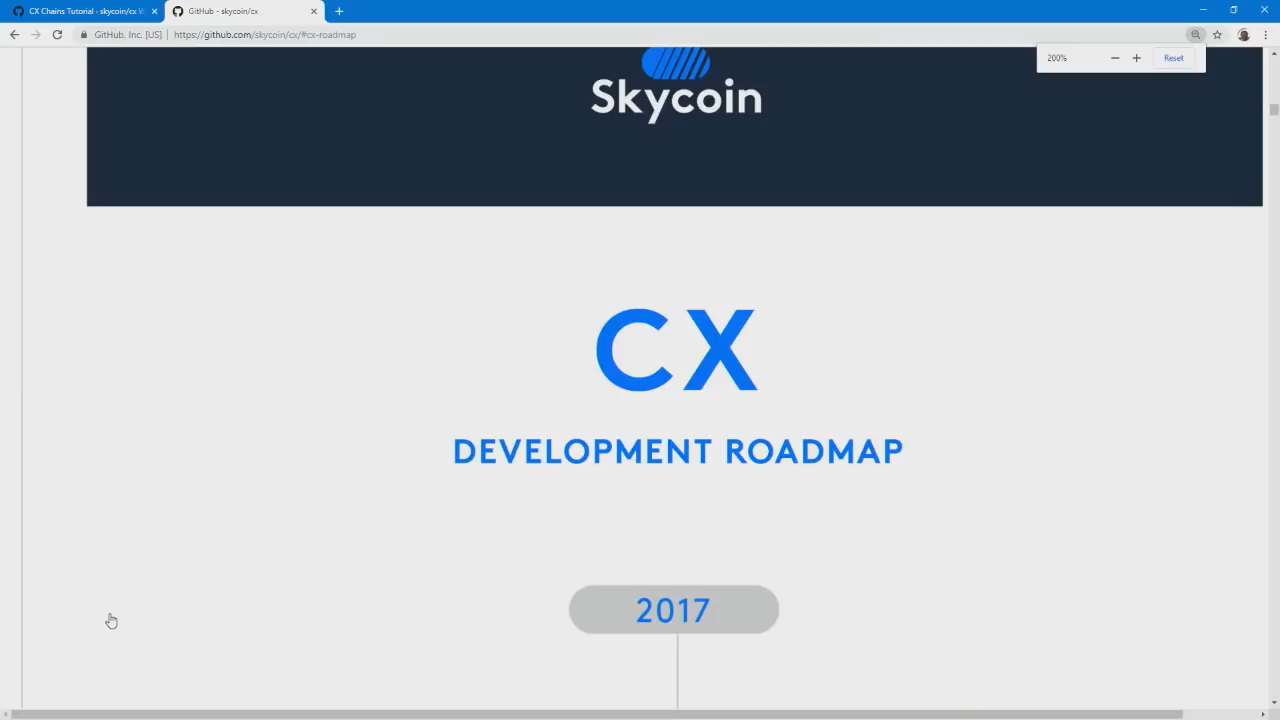 CX Chains Tutorial · skycoin/cx W
GitHub - skycoin/cx
GitHub, Inc. [US]
https://github.com/skycoin/cx/#cx-roadmap
200%
Reset
Skycoin
CX
DEVELOPMENT ROADMAP
2017